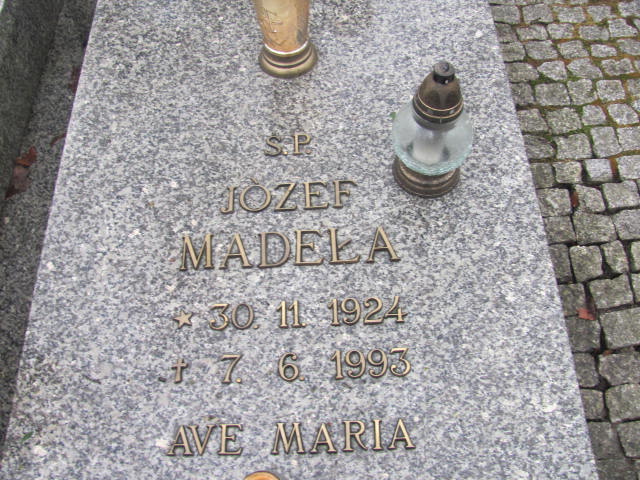 S.P.
JÓZEF
MADEŁA
★ 30. 11. 1924
† 7. 6. 1993
AVE MARIA